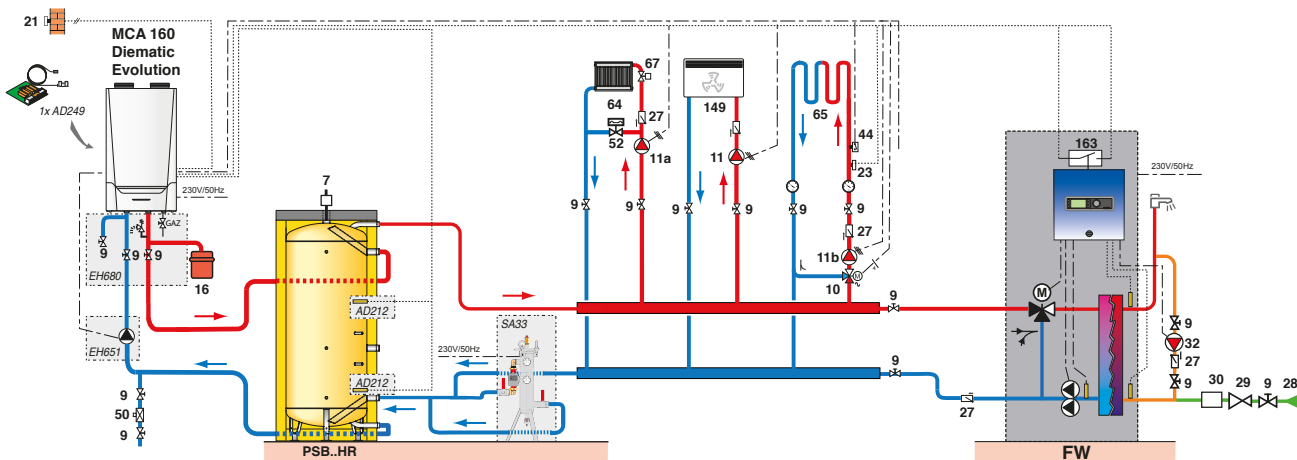 21
MCA 160
Diematic
Evolution
1x AD249
230V/50Hz
GAZ
9
9
9
EH680
16
EH651
9
50
9
7
AD212
AD212
PSB..HR
SA33
230V/50Hz
67
64
27
52
11a
9
9
149
11
9
9
65
44
23
9
9
27
11b
M
10
9
9
27
163
230V/50Hz
M
9
32
27
9
30
29
9
28
FW